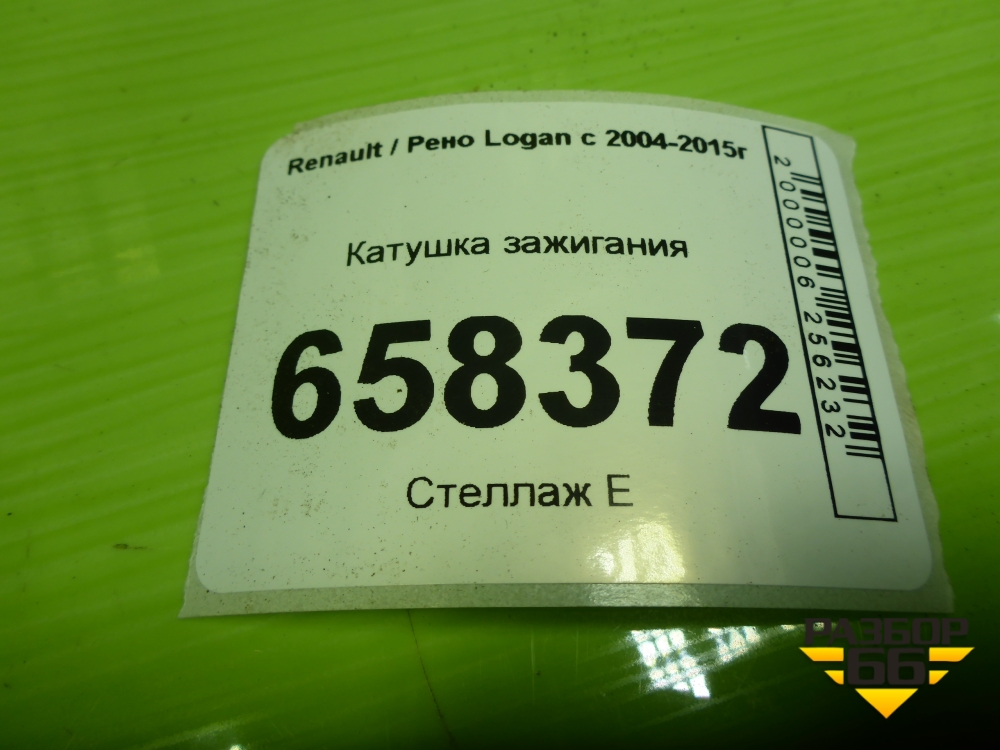 Renault / Рено Logan с 2004-2015г
Катушка зажигания
658372
Стеллаж Е
2000006256232
РАЗБОР
66